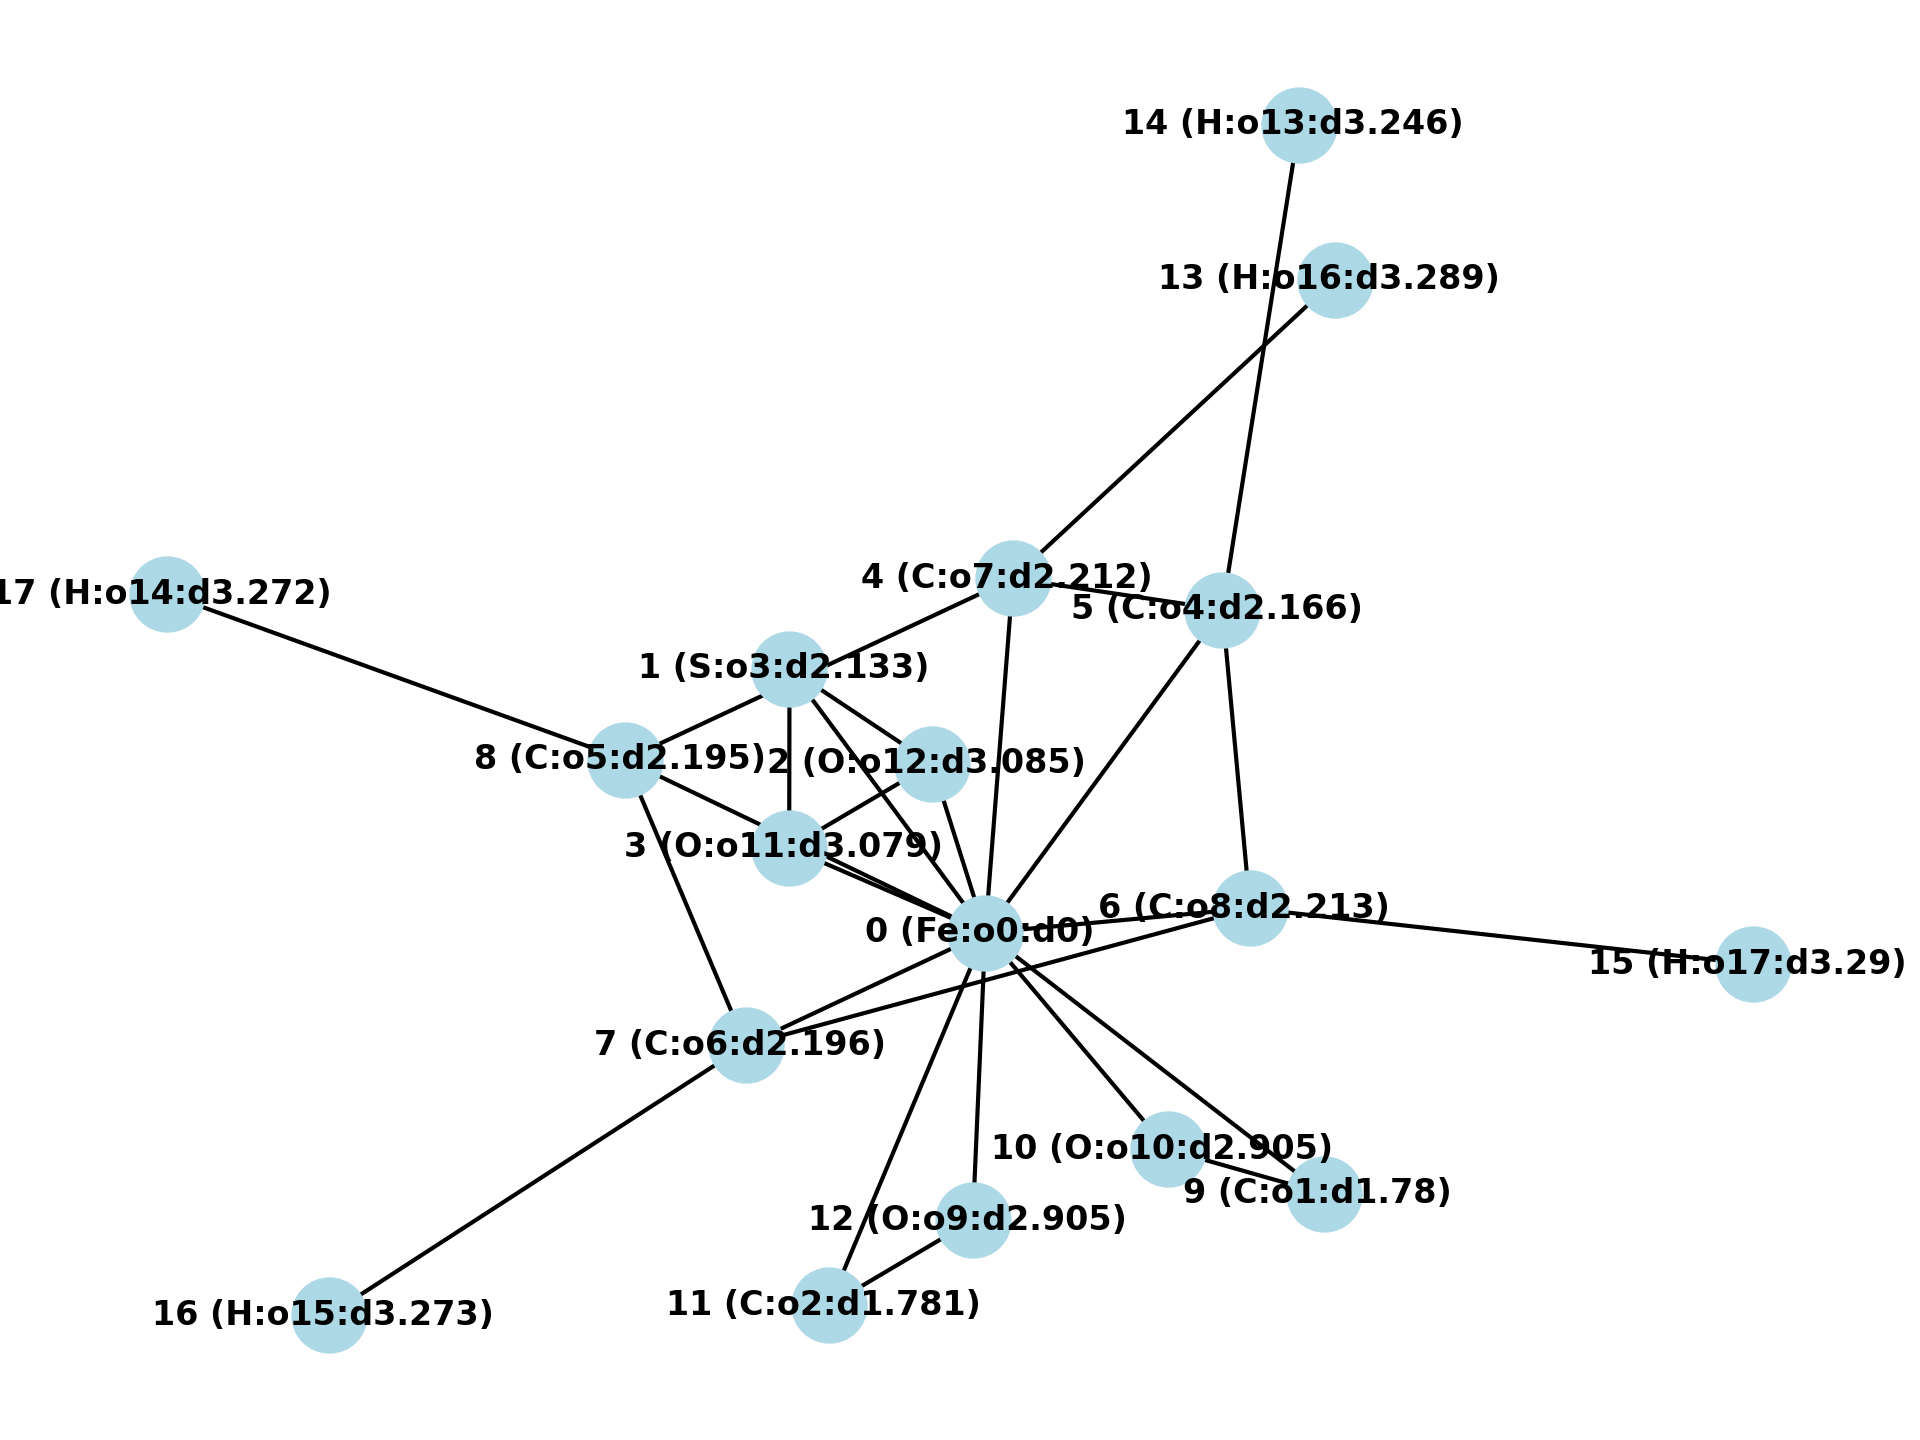 14 (H:o13:d3.246)
13 (H:o16:d3.289)
4 (C:o7:d2.212)
17 (H:o14:d3.272)
5 (C:o4:d2.166)
1 (S:o3:d2.133)
8 (C:o5:d2.195)
2 (O:o12:d3.085)
3 (O:o11:d3.079)
6 (C:o8:d2.213)
0 (Fe:o0:d0)
15 (H:o17:d3.29)
7 (C:o6:d2.196)
10 (O:o10:d2.905)
9 (C:o1:d1.78)
12 (O:o9:d2.905)
11 (C:o2:d1.781)
16 (H:o15:d3.273)